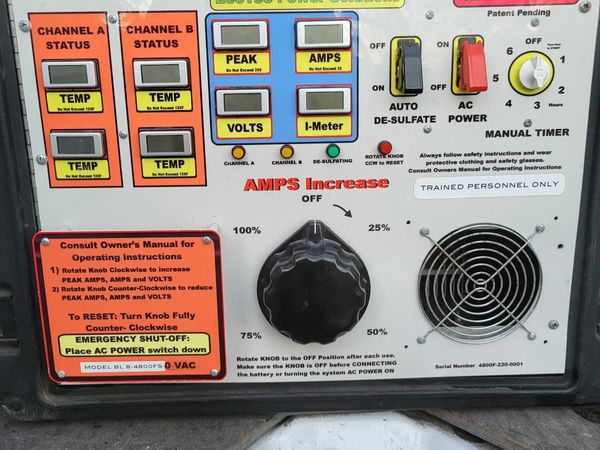 Patent Pending
CHANNEL A
STATUS
CHANNEL B
STATUS
TEMP
Do Not Exceed 125F
TEMP
Do Not Exceed 125F
TEMP
Do Not Exceed 125F
TEMP
Do Not Exceed 125F
PEAK
Do Not Exceed 250
AMPS
Do Not Exceed 25
VOLTS
I-Meter
OFF
ON
AUTO
DE-SULFATE
ON
OFF
AC
POWER
OFF
1
2
3
4
5
6
Hours
MANUAL TIMER
CHANNEL A
CHANNEL B
DE-SULFATING
ROTATE KNOB
CCW to RESET
Always follow safety instructions and wear
protective clothing and safety glasses.
Consult Owners Manual for Operating Instructions
TRAINED PERSONNEL ONLY
AMPS Increase
OFF
25%
50%
75%
100%
Rotate KNOB to the OFF Position after each use.
Make sure the KNOB is OFF before CONNECTING
the battery or turning the system AC POWER ON
Consult Owner's Manual for
Operating Instructions
1) Rotate Knob Clockwise to increase
PEAK AMPS, AMPS and VOLTS
2) Rotate Knob Counter-Clockwise to reduce
PEAK AMPS, AMPS and VOLTS
To RESET: Turn Knob Fully
Counter- Clockwise
EMERGENCY SHUT-OFF:
Place AC POWER switch down
MODEL BL 8-4800FS-0 VAC
Serial Number 4800F-220-0001